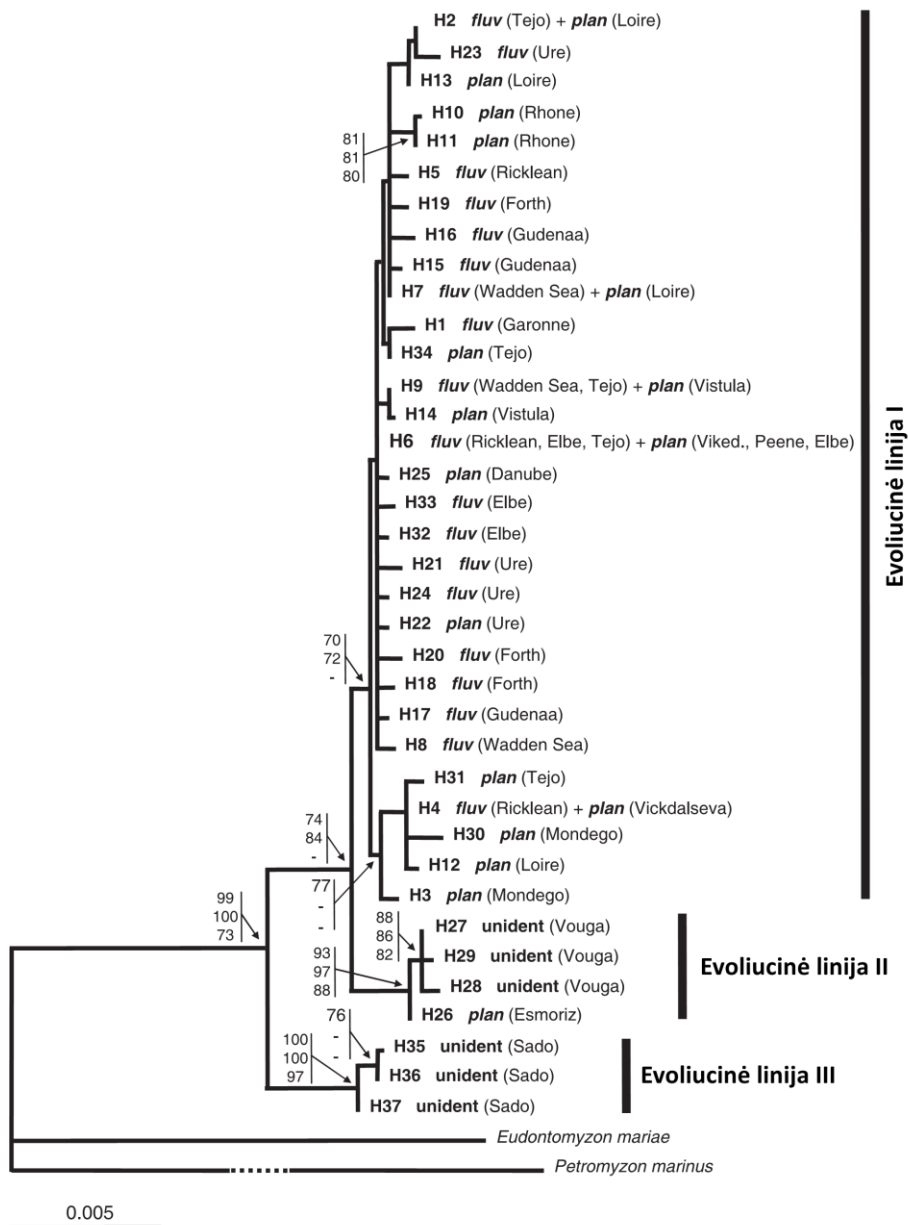 H2 fluv (Tejo) + plan (Loire)
H23 fluv (Ure)
H13 plan (Loire)
H10 plan (Rhone)
H11 plan (Rhone)
81
81
80
H5 fluv (Ricklean)
H19 fluv (Forth)
H16 fluv (Gudenaa)
H15 fluv (Gudenaa)
H7 fluv (Wadden Sea) + plan (Loire)
H1 fluv (Garonne)
H34 plan (Tejo)
H9 fluv (Wadden Sea, Tejo) + plan (Vistula)
H14 plan (Vistula)
H6 fluv (Ricklean, Elbe, Tejo) + plan (Viked., Peene, Elbe)
H25 plan (Danube)
H33 fluv (Elbe)
H32 fluv (Elbe)
H21 fluv (Ure)
H24 fluv (Ure)
H22 plan (Ure)
70
72
-
H20 fluv (Forth)
H18 fluv (Forth)
H17 fluv (Gudenaa)
H8 fluv (Wadden Sea)
H31 plan (Tejo)
H4 fluv (Ricklean) + plan (Vickdalseva)
H30 plan (Mondego)
H12 plan (Loire)
H3 plan (Mondego)
Evoliucinė linija I
74
84
-
77
-
-
99
100
73
88
86
82
93
97
88
H27 unident (Vouga)
H29 unident (Vouga)
H28 unident (Vouga)
H26 plan (Esmoriz)
Evoliucinė linija II
76
-
-
100
100
97
H35 unident (Sado)
H36 unident (Sado)
H37 unident (Sado)
Evoliucinė linija III
Eudontomyzon mariae
Petromyzon marinus
0.005